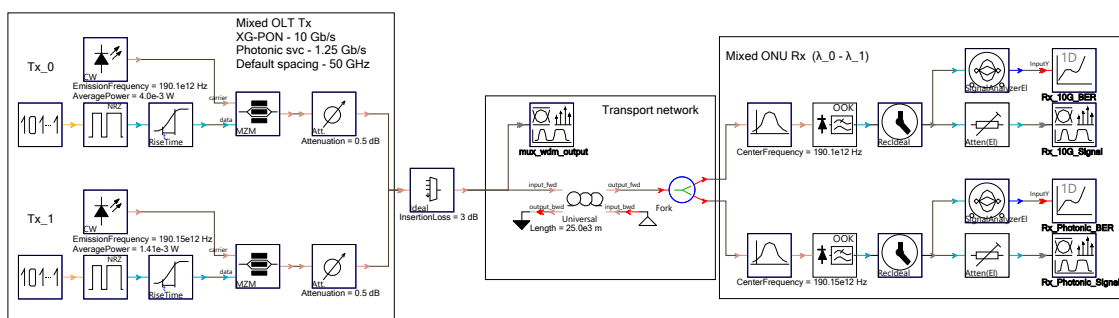 Mixed OLT Tx
XG-PON - 10 Gb/s
Photonic svc - 1.25 Gb/s
Default spacing - 50 GHz
Tx_0
CW
EmissionFrequency = 190.1e12 Hz
AveragePower = 4.0e-3 W
101···1
NRZ
RiseTime
carrier
data
MZM
Att.
Attenuation = 0.5 dB
Tx_1
CW
EmissionFrequency = 190.15e12 Hz
AveragePower = 1.41e-3 W
101···1
NRZ
RiseTime
carrier
data
MZM
Att.
Attenuation = 0.5 dB
Ideal
InsertionLoss = 3 dB
Transport network
mux_wdm_output
input_fwd
output_fwd
output_bwd
input_bwd
Universal
Length = 25.0e3 m
Fork
Mixed ONU Rx (λ_0 - λ_1)
CenterFrequency = 190.1e12 Hz
OOK
RecIdeal
SignalAnalyzerEl
InputY
1D
Rx_10G_BER
Atten(El)
Rx_10G_Signal
CenterFrequency = 190.15e12 Hz
OOK
RecIdeal
SignalAnalyzerEl
InputY
1D
Rx_Photonic_BER
Atten(El)
Rx_Photonic_Signal